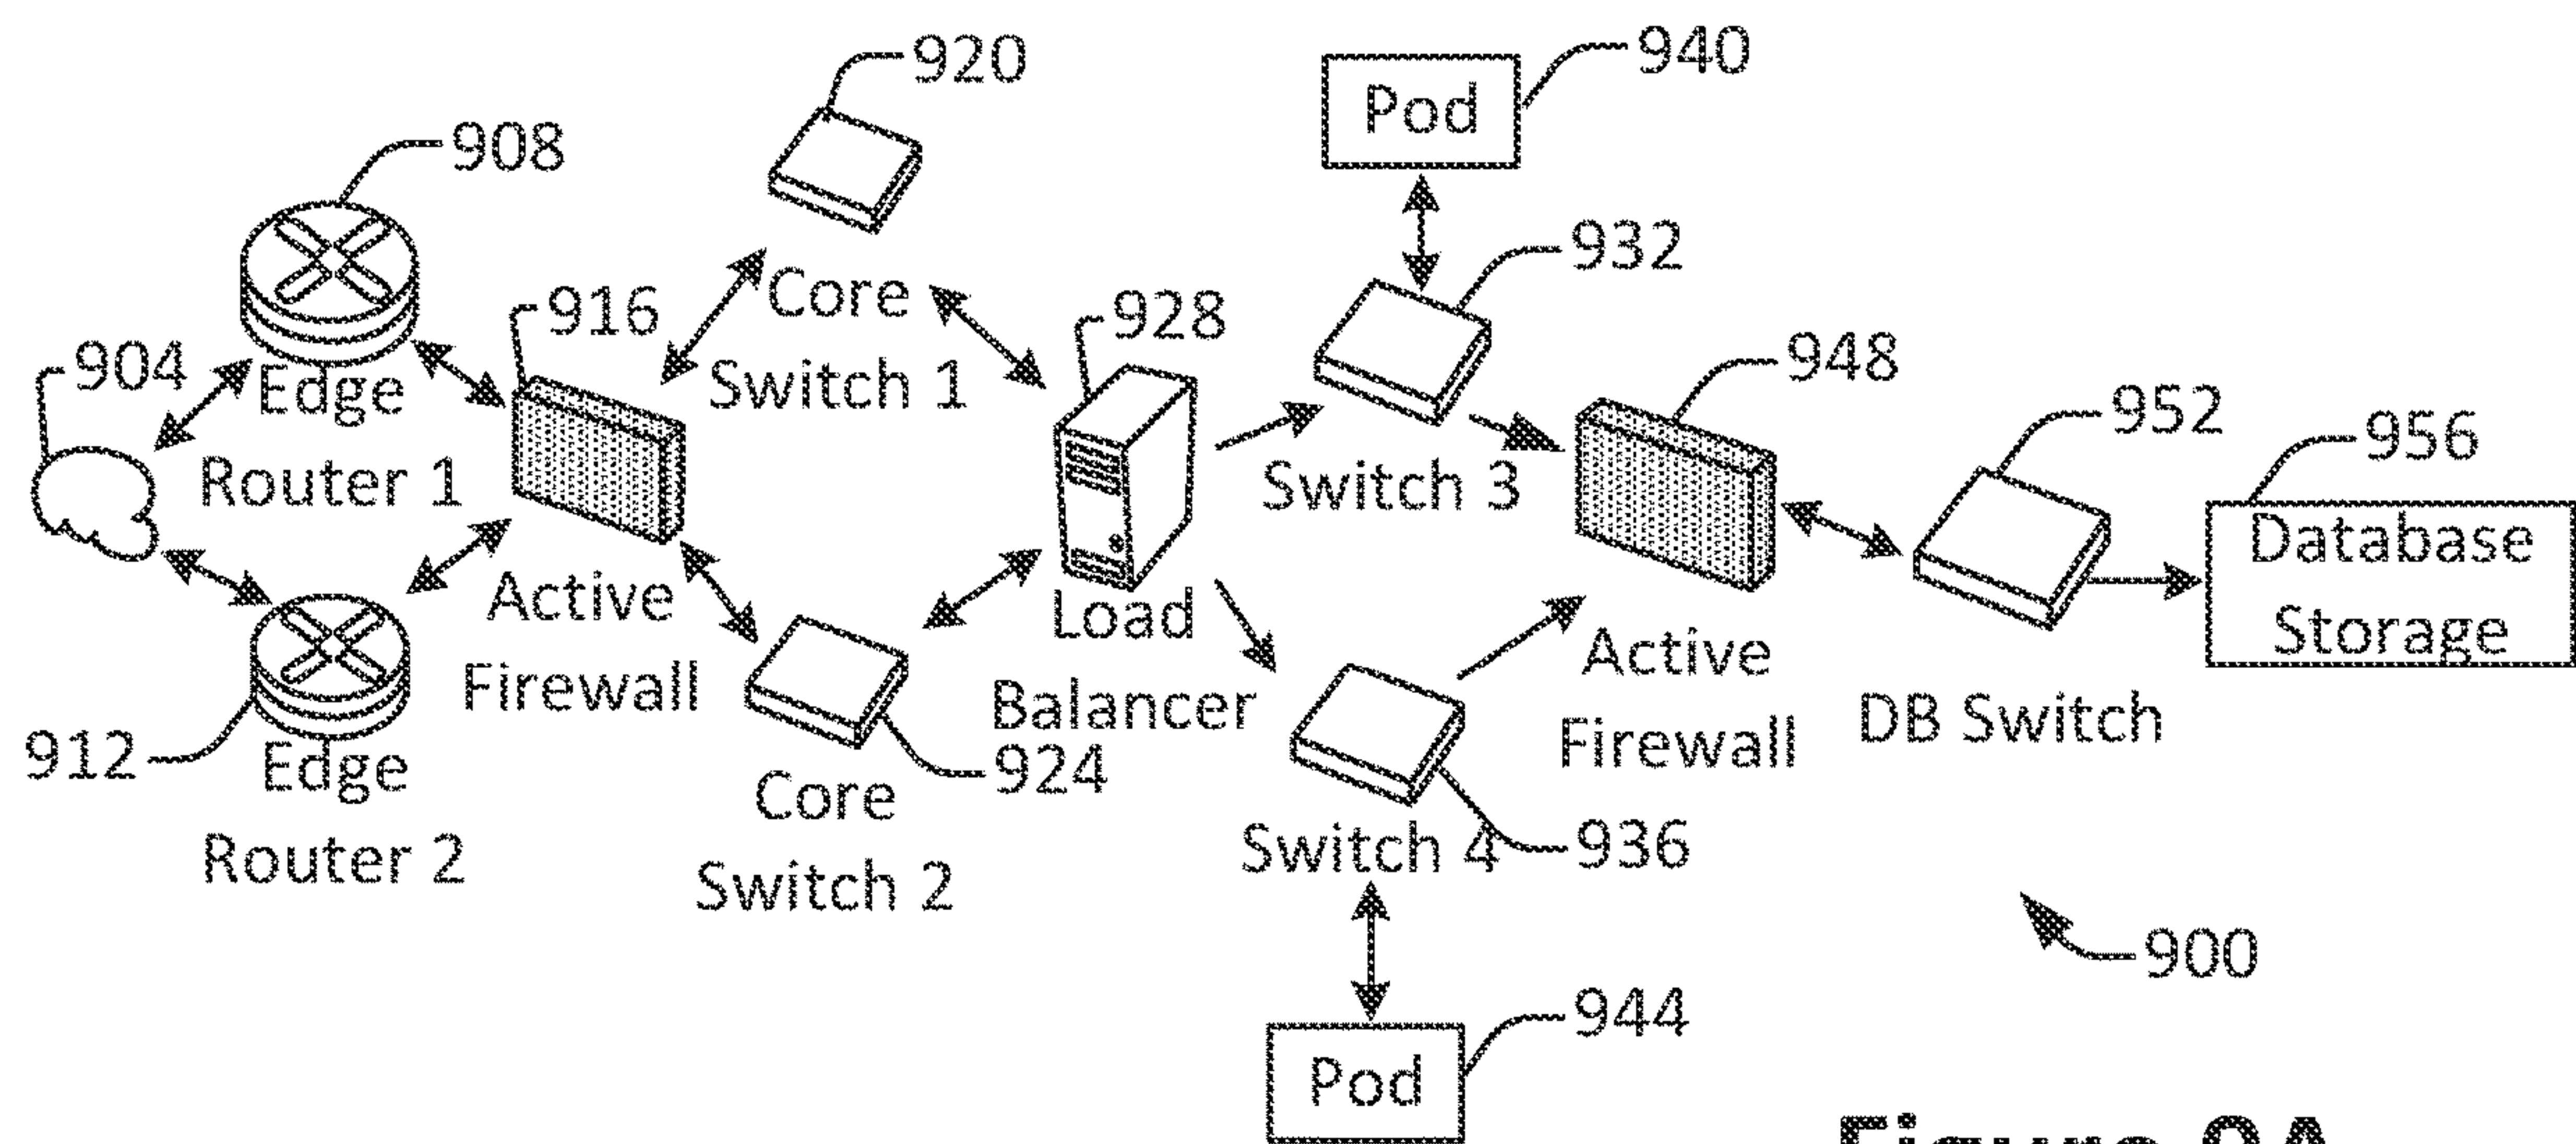 920
940
Pod
908
932
Core
Switch 1
916
928
948
904
Edge
Router 1
952
956
Switch 3
Database
Storage
Active
Firewall
Load
Balancer
Active
Firewall
DB Switch
912
Edge
Router 2
924
Core
Switch 2
Switch 4
936
900
944
Pod
Figure 9A